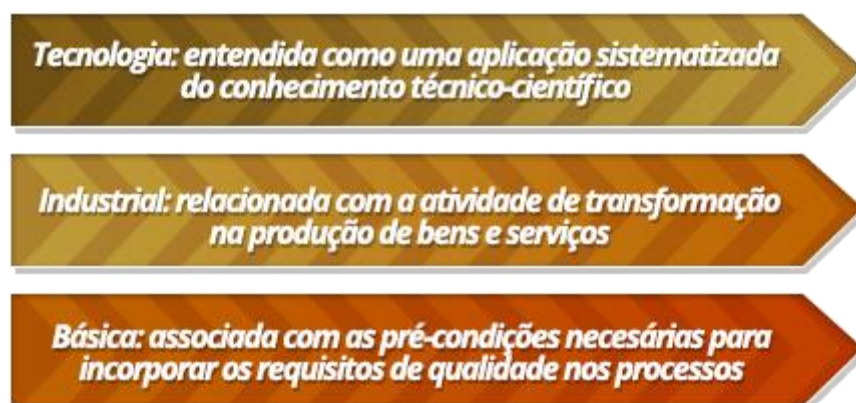 Tecnologia: entendida como uma aplicação sistematizada
do conhecimento técnico-científico
Industrial: relacionada com a atividade de transformação
na produção de bens e serviços
Básica: associada com as pré-condições necesárias para
incorporar os requisitos de qualidade nos processos